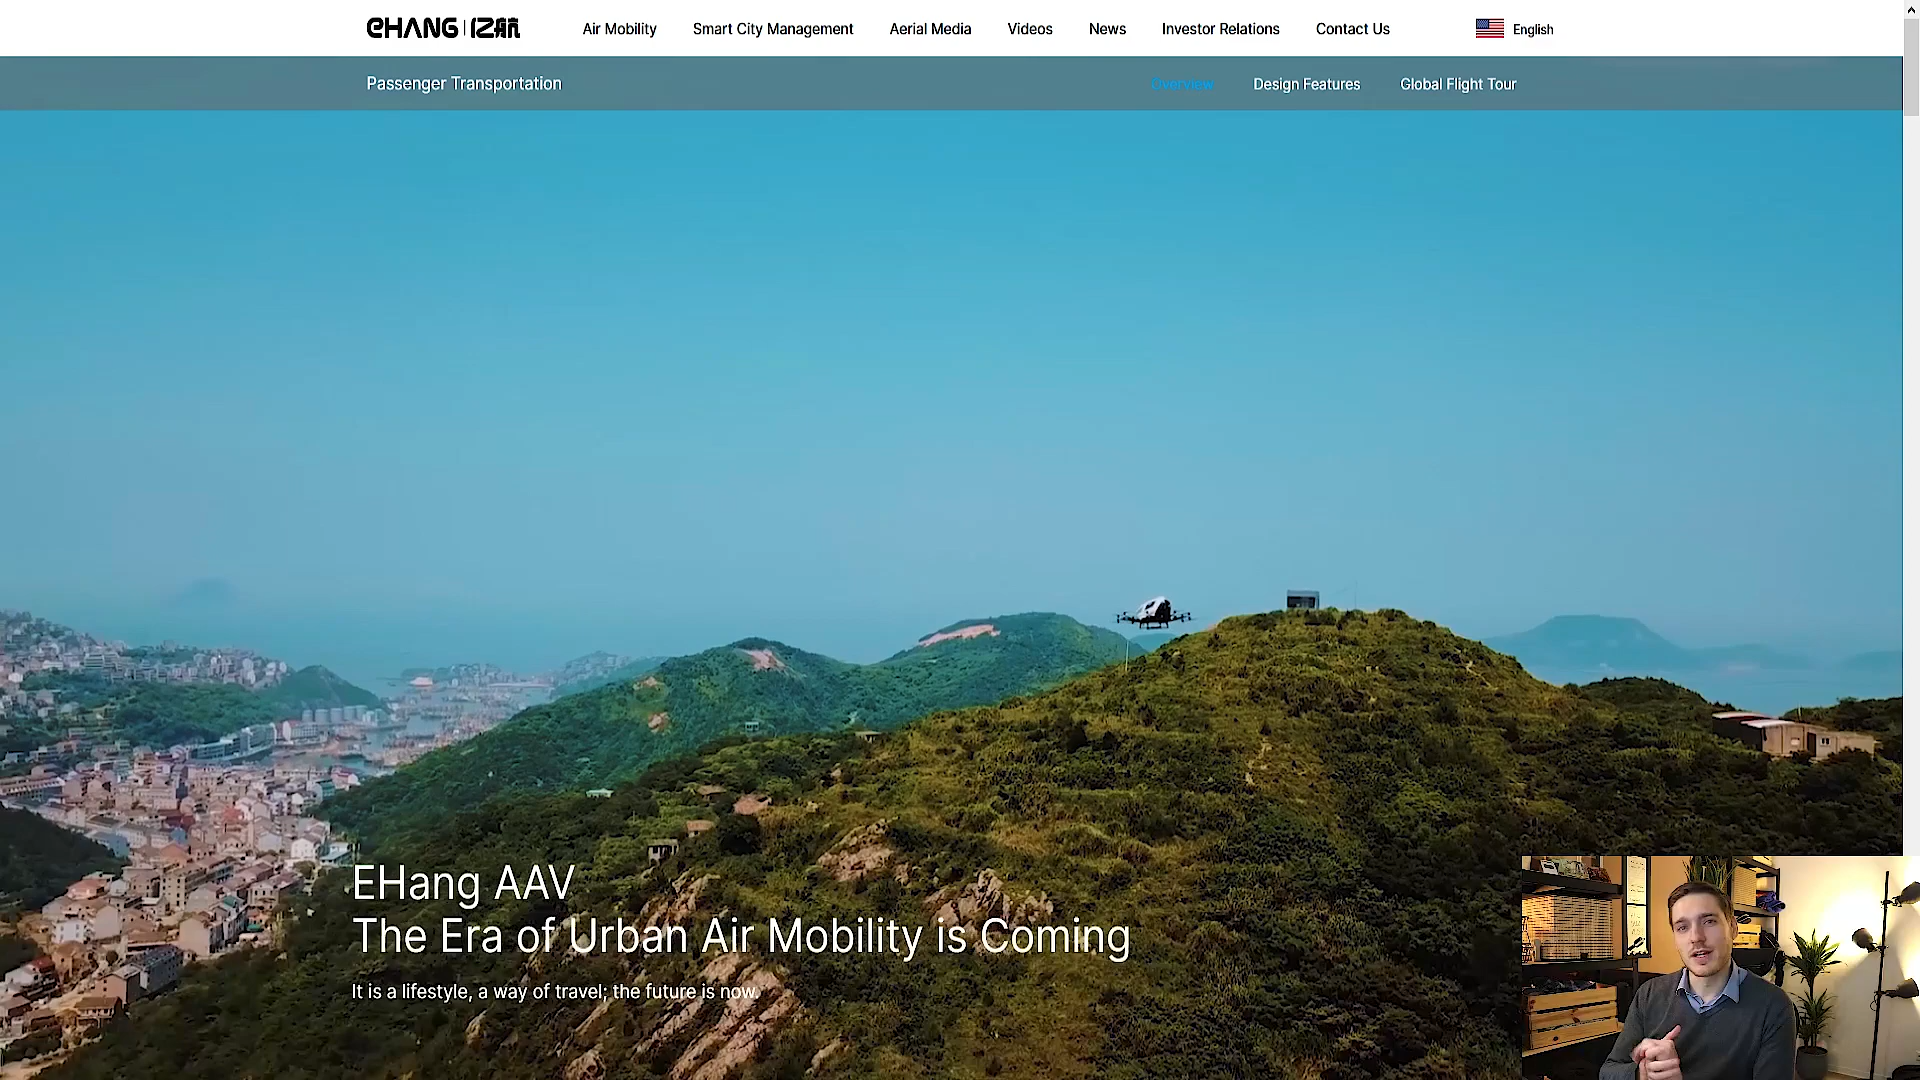 EHANG 亿航
Air Mobility
Smart City Management
Aerial Media
Videos
News
Investor Relations
Contact Us
English
Passenger Transportation
Overview
Design Features
Global Flight Tour
EHang AAV
The Era of Urban Air Mobility is Coming
It is a lifestyle, a way of travel; the future is now.